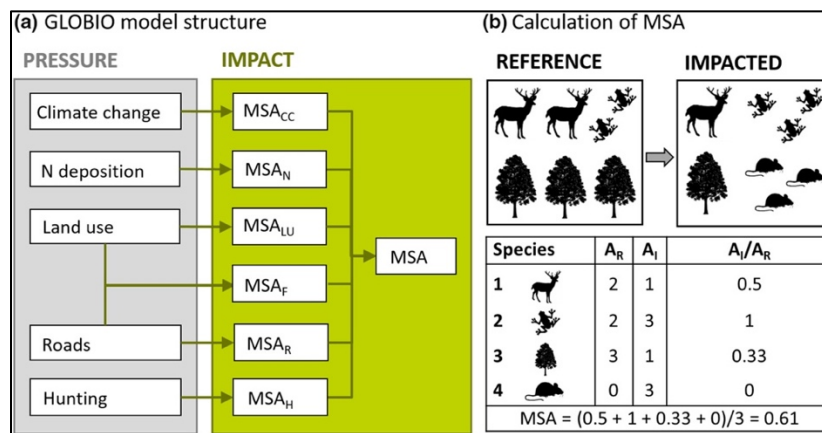 (a) GLOBIO model structure
PRESSURE
IMPACT
Climate change
MSACC
N deposition
MSAN
Land use
MSALU
MSA
MSAF
Roads
MSAR
Hunting
MSAH
(b) Calculation of MSA
REFERENCE
IMPACTED
Species AR AI AI/AR
1 2 1 0.5
2 2 3 1
3 3 1 0.33
4 0 3 0
MSA = (0.5 + 1 + 0.33 + 0)/3 = 0.61